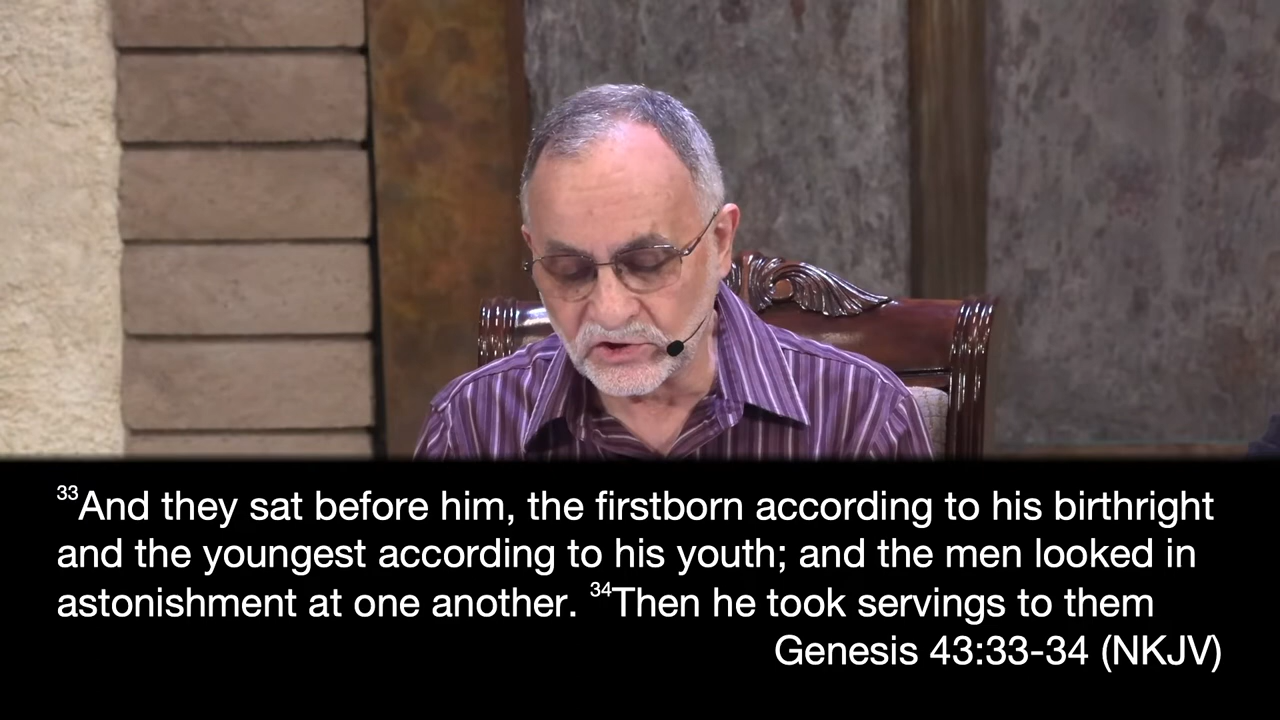 33And they sat before him, the firstborn according to his birthright
and the youngest according to his youth; and the men looked in
astonishment at one another. 34Then he took servings to them
Genesis 43:33-34 (NKJV)